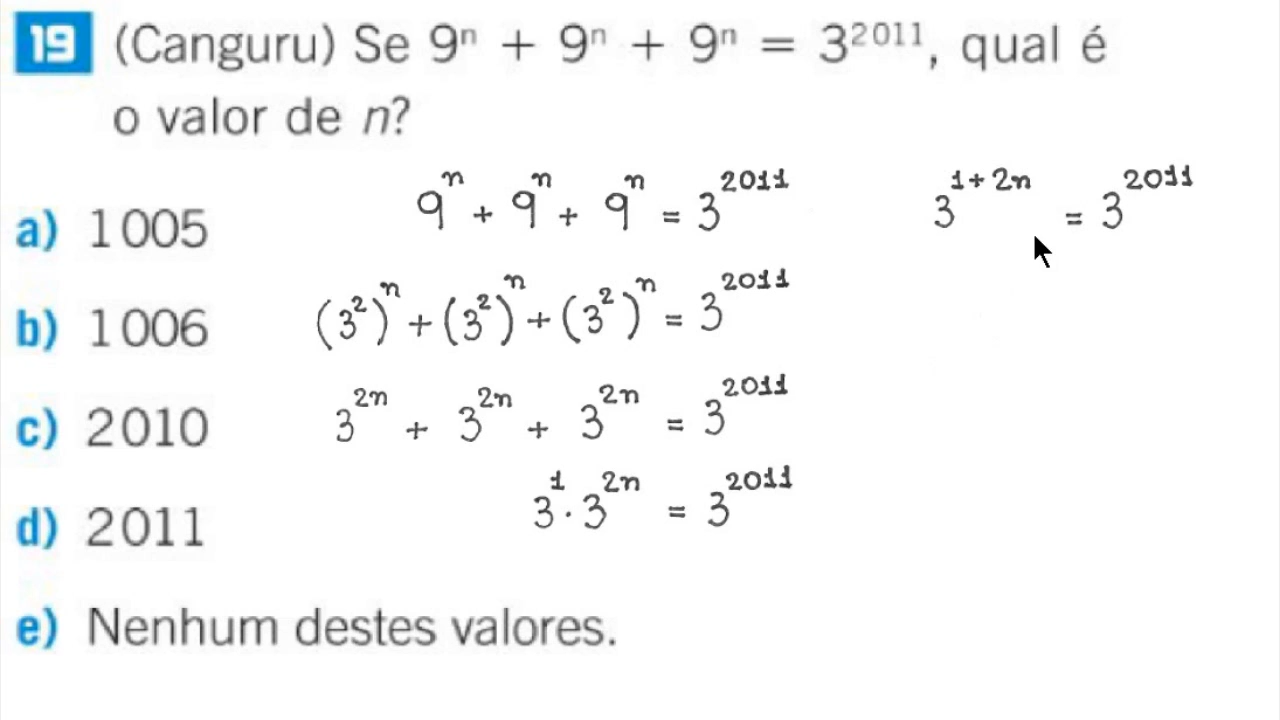 19 (Canguru) Se 9ⁿ + 9ⁿ + 9ⁿ = 3²⁰¹¹, qual é
o valor de n?
9ⁿ + 9ⁿ + 9ⁿ = 3²⁰¹¹
3¹⁺²ⁿ = 3²⁰¹¹
a) 1005
(3²)ⁿ + (3²)ⁿ + (3²)ⁿ = 3²⁰¹¹
b) 1006
3²ⁿ + 3²ⁿ + 3²ⁿ = 3²⁰¹¹
c) 2010
3¹ · 3²ⁿ = 3²⁰¹¹
d) 2011
e) Nenhum destes valores.